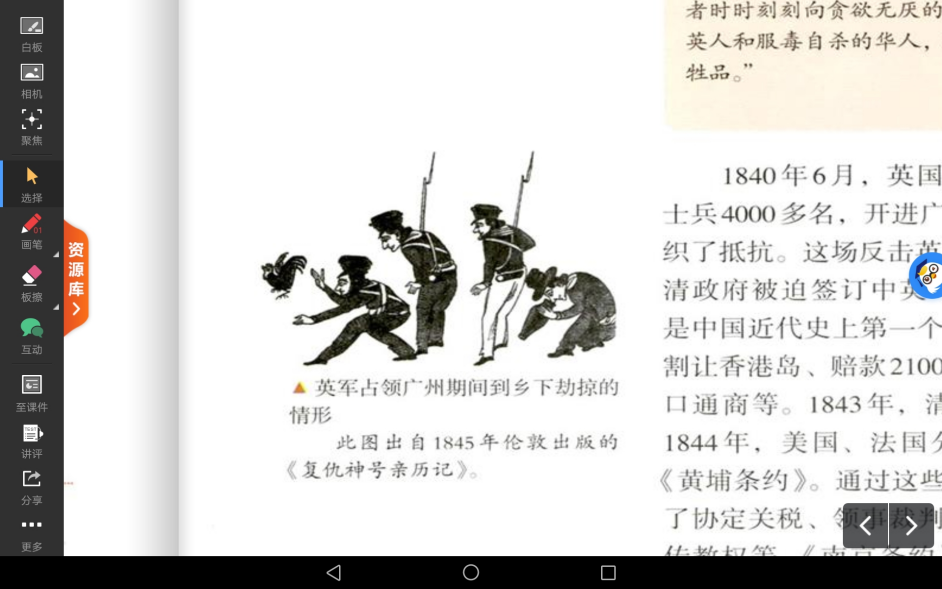 白板
相机
聚焦
选择
01
画笔
板擦
互动
至课件
讲评
分享
更多
资
源
库
▲ 英军占领广州期间到乡下劫掠的
情形
此图出自1845年伦敦出版的
《复仇神号亲历记》。
者时时刻刻向贪欲无厌的
英人和服毒自杀的华人，
牲品。”
1840年6月，英国
士兵4000多名，开进广
织了抵抗。这场反击英
清政府被迫签订中英
是中国近代史上第一个
割让香港岛、赔款2100
口通商等。1843年，清
1844年，美国、法国分
《黄埔条约》。通过这些
了协定关税、领事裁判